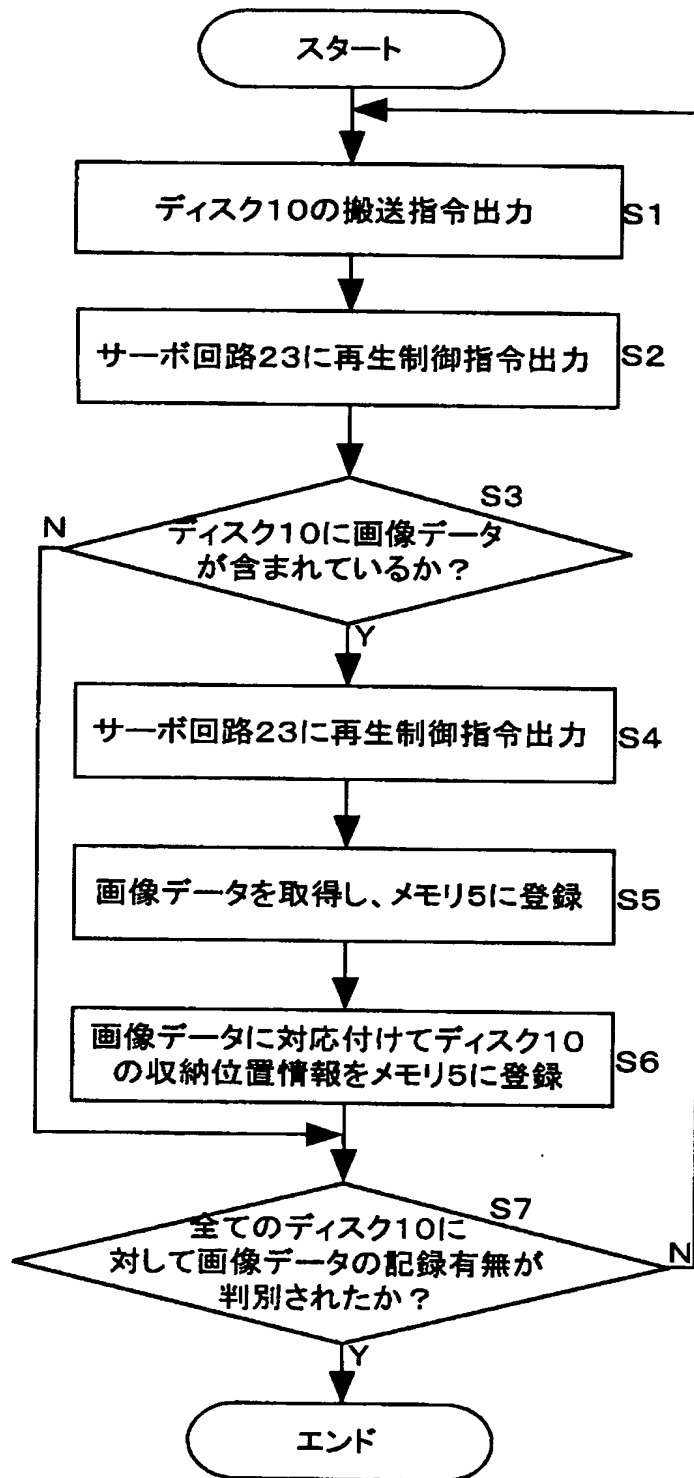 スタート
ディスク10の搬送指令出力
S1
サーボ回路23に再生制御指令出力
S2
S3
N
ディスク10に画像データ
が含まれているか？
Y
サーボ回路23に再生制御指令出力
S4
画像データを取得し、メモリ5に登録
S5
画像データに対応付けてディスク10
の収納位置情報をメモリ5に登録
S6
S7
全てのディスク10に
対して画像データの記録有無が
判別されたか？
N
Y
エンド